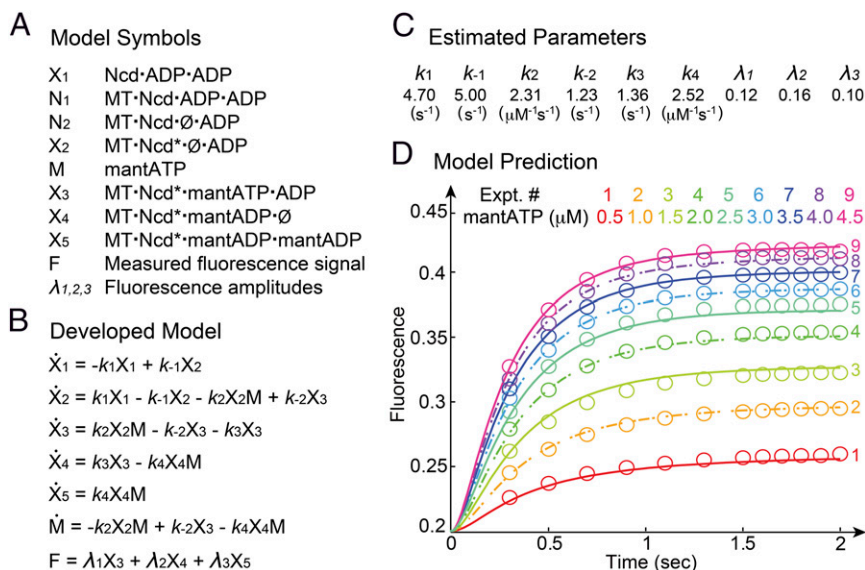 A Model Symbols
X₁ Ncd·ADP·ADP
N₁ MT·Ncd·ADP·ADP
N₂ MT·Ncd·Ø·ADP
X₂ MT·Ncd*·Ø·ADP
M mantATP
X₃ MT·Ncd*·mantATP·ADP
X₄ MT·Ncd*·mantADP·Ø
X₅ MT·Ncd*·mantADP·mantADP
F Measured fluorescence signal
λ₁,₂,₃ Fluorescence amplitudes
B Developed Model
Ẋ₁ = -k₁X₁ + k₋₁X₂
Ẋ₂ = k₁X₁ - k₋₁X₂ - k₂X₂M + k₋₂X₃
Ẋ₃ = k₂X₂M - k₋₂X₃ - k₃X₃
Ẋ₄ = k₃X₃ - k₄X₄M
Ẋ₅ = k₄X₄M
Ṁ = -k₂X₂M + k₋₂X₃ - k₄X₄M
F = λ₁X₃ + λ₂X₄ + λ₃X₅
C Estimated Parameters
k₁ k₋₁ k₂ k₋₂ k₃ k₄ λ₁ λ₂ λ₃
4.70 5.00 2.31 1.23 1.36 2.52 0.12 0.16 0.10
(s⁻¹) (s⁻¹) (μM⁻¹s⁻¹) (s⁻¹) (s⁻¹) (μM⁻¹s⁻¹)
D Model Prediction
Expt. # 1 2 3 4 5 6 7 8 9
mantATP (μM) 0.5 1.0 1.5 2.0 2.5 3.0 3.5 4.0 4.5
0.45
0.4
0.35
0.3
0.25
0.2
Fluorescence
9
8
7
6
5
4
3
2
1
0 0.5 1 1.5 2
Time (sec)